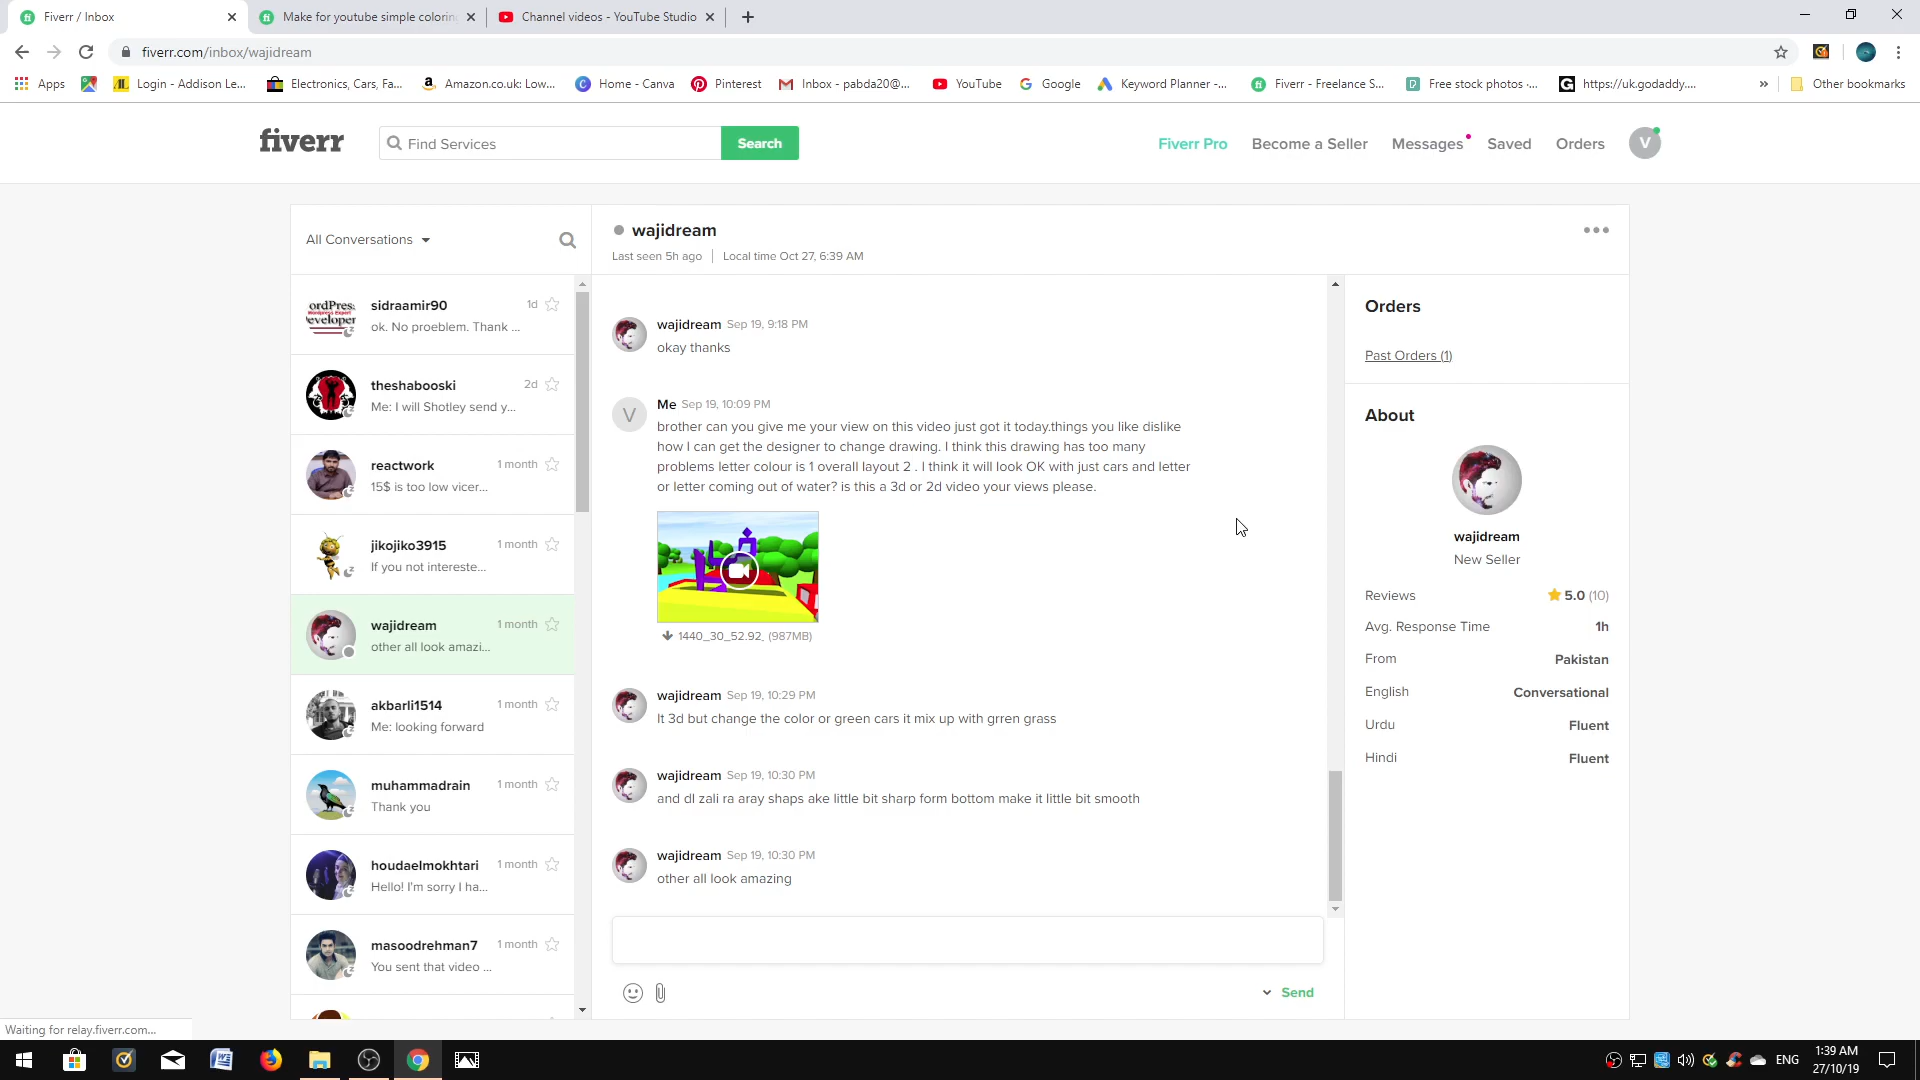 Fiverr / Inbox
Make for youtube simple coloring
Channel videos - YouTube Studio
fiverr.com/inbox/wajidream
Apps
Login - Addison Le...
Electronics, Cars, Fa...
Amazon.co.uk: Low...
Home - Canva
Pinterest
Inbox - pabda20@...
YouTube
Google
Keyword Planner -...
Fiverr - Freelance S...
Free stock photos ·...
https://uk.godaddy....
»
Other bookmarks
fiverr
Find Services
Search
Fiverr Pro
Become a Seller
Messages
Saved
Orders
V
All Conversations
wajidream
Last seen 5h ago
Local time Oct 27, 6:39 AM
sidraamir90
1d
ok. No proeblem. Thank ...
theshabooski
2d
Me: I will Shotley send y...
reactwork
1 month
15$ is too low vicer...
jikojiko3915
1 month
If you not intereste...
wajidream
1 month
other all look amazi...
akbarli1514
1 month
Me: looking forward
muhammadrain
1 month
Thank you
houdaelmokhtari
1 month
Hello! I'm sorry I ha...
masoodrehman7
1 month
You sent that video ...
wajidream Sep 19, 9:18 PM
okay thanks
V
Me Sep 19, 10:09 PM
brother can you give me your view on this video just got it today.things you like dislike
how I can get the designer to change drawing. I think this drawing has too many
problems letter colour is 1 overall layout 2 . I think it will look OK with just cars and letter
or letter coming out of water? is this a 3d or 2d video your views please.
1440_30_52.92_ (987MB)
wajidream Sep 19, 10:29 PM
It 3d but change the color or green cars it mix up with grren grass
wajidream Sep 19, 10:30 PM
and dl zali ra aray shaps ake little bit sharp form bottom make it little bit smooth
wajidream Sep 19, 10:30 PM
other all look amazing
Send
Orders
Past Orders (1)
About
wajidream
New Seller
Reviews
5.0 (10)
Avg. Response Time
1h
From
Pakistan
English
Conversational
Urdu
Fluent
Hindi
Fluent
Waiting for relay.fiverr.com...
ENG
1:39 AM
27/10/19